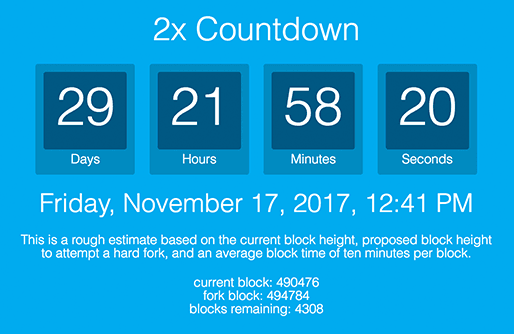 2x Countdown
29 21 58 20
Days Hours Minutes Seconds
Friday, November 17, 2017, 12:41 PM
This is a rough estimate based on the current block height, proposed block height
to attempt a hard fork, and an average block time of ten minutes per block.
current block: 490476
fork block: 494784
blocks remaining: 4308